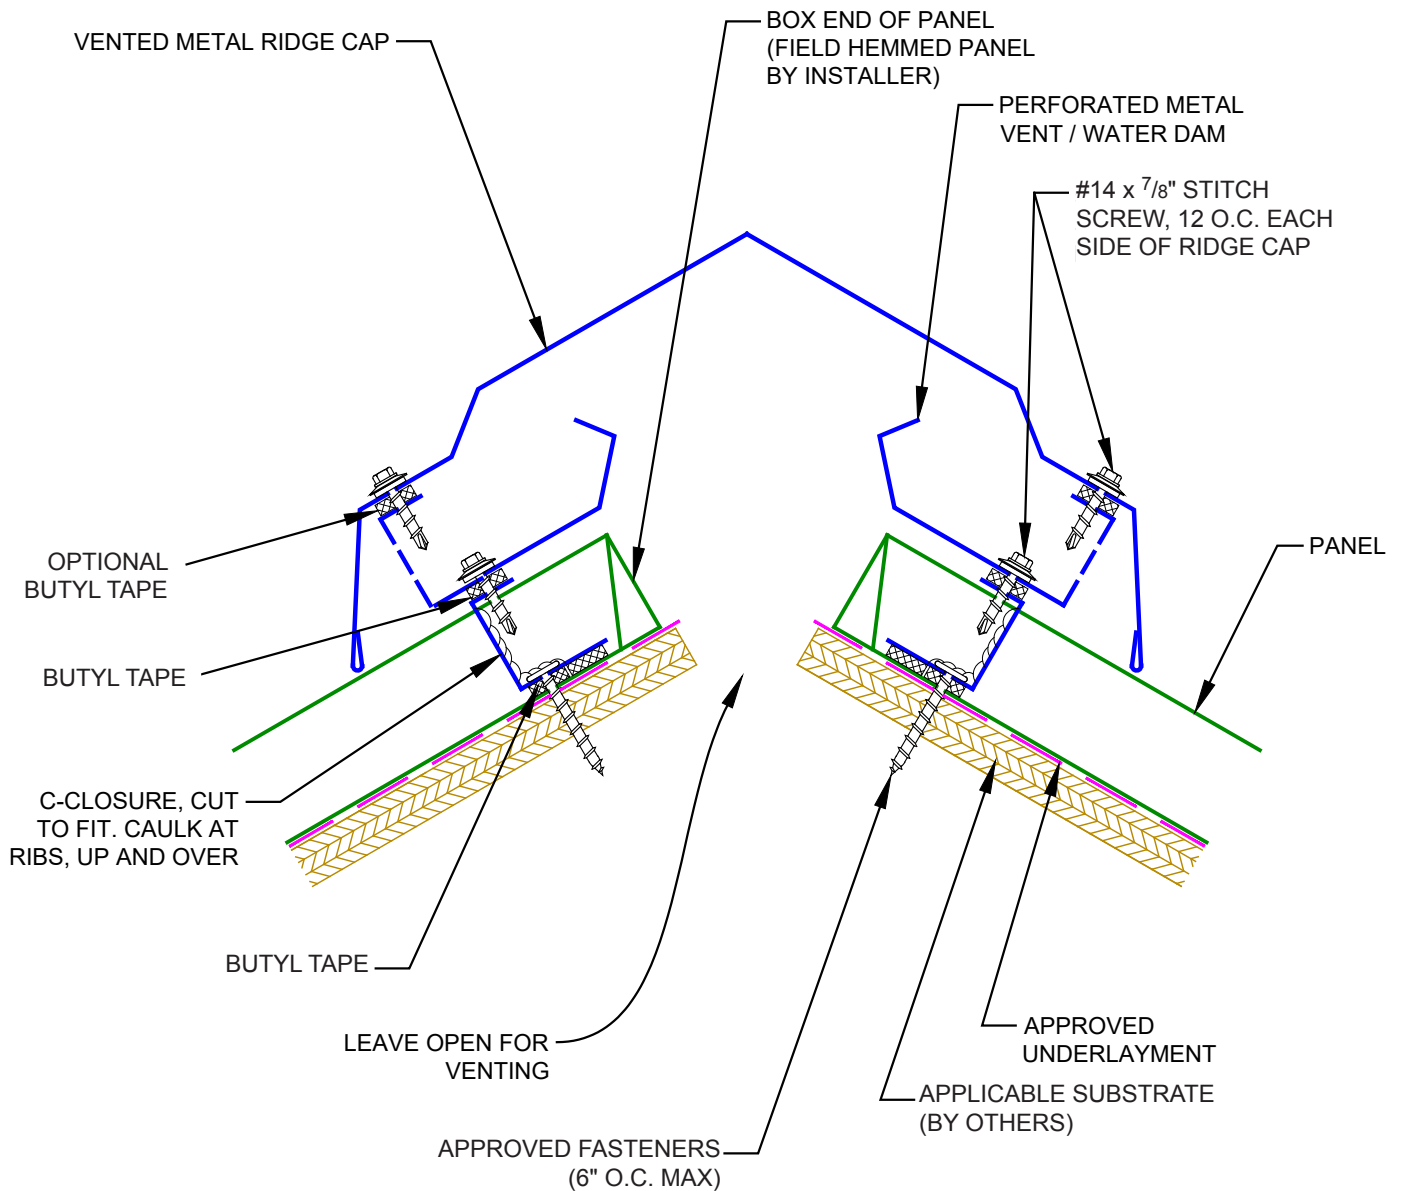 VENTED METAL RIDGE CAP
BOX END OF PANEL
(FIELD HEMMED PANEL
BY INSTALLER)
PERFORATED METAL
VENT / WATER DAM
#14 x 7/8" STITCH
SCREW, 12 O.C. EACH
SIDE OF RIDGE CAP
PANEL
OPTIONAL
BUTYL TAPE
BUTYL TAPE
C-CLOSURE, CUT
TO FIT. CAULK AT
RIBS, UP AND OVER
BUTYL TAPE
LEAVE OPEN FOR
VENTING
APPROVED
UNDERLAYMENT
APPLICABLE SUBSTRATE
(BY OTHERS)
APPROVED FASTENERS
(6" O.C. MAX)